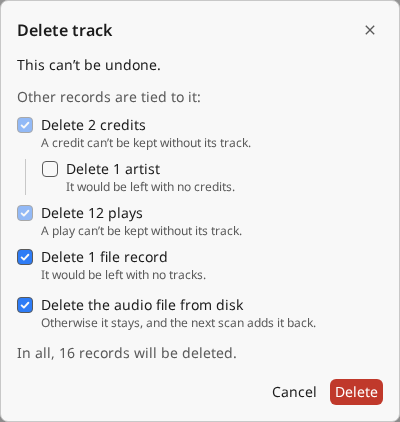 Delete track
This can’t be undone.
Other records are tied to it:
Delete 2 credits
A credit can’t be kept without its track.
Delete 1 artist
It would be left with no credits.
Delete 12 plays
A play can’t be kept without its track.
Delete 1 file record
It would be left with no tracks.
Delete the audio file from disk
Otherwise it stays, and the next scan adds it back.
In all, 16 records will be deleted.
Cancel Delete